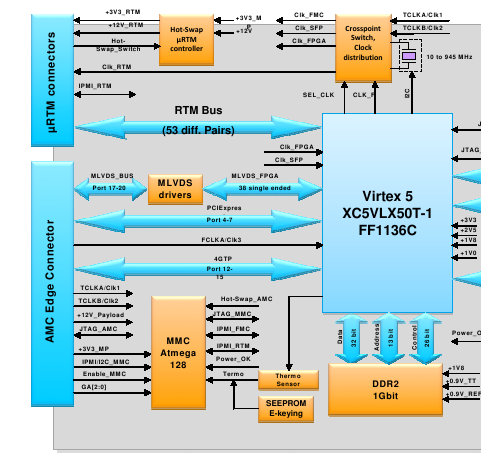 +3V3_RTM
+12V_RTM
Hot-
Swap_Switch
Clk_RTM
IPMI_RTM
µRTM connectors
Hot-Swap
µRTM
controller
+3V3_M
P
+12V
Clk_FMC
Clk_SFP
Clk_FPGA
Crosspoint
Switch,
Clock
distribution
TCLKA/Clk1
TCLKB/Clk2
10 to 945 MHz
SEL_CLK
CLK_F
I2C
RTM Bus
(53 diff. Pairs)
Clk_FPGA
Clk_SFP
JTAG_
Virtex 5
XC5VLX50T-1
FF1136C
+3V3
+2V5
+1V8
+1V0
AMC Edge Connector
MLVDS_BUS
Port 17-20
MLVDS
drivers
MLVDS_FPGA
38 single ended
PCIExpres
Port 4-7
FCLKA/Clk3
4GTP
Port 12-
15
TCLKA/Clk1
TCLKB/Clk2
+12V_Payload
JTAG_AMC
+3V3_MP
IPMI:I2C_MMC
Enable_MMC
GA[2:0]
MMC
Atmega
128
Hot-Swap_AMC
JTAG_MMC
IPMI_FMC
IPMI_RTM
Power_OK
Termo
Thermo
Sensor
SEEPROM
E-keying
Data
32 bit
Address
13 bit
Control
26 bit
DDR2
1Gbit
Power_O
+1V8
+0.9V_TT
+0.9V_REF